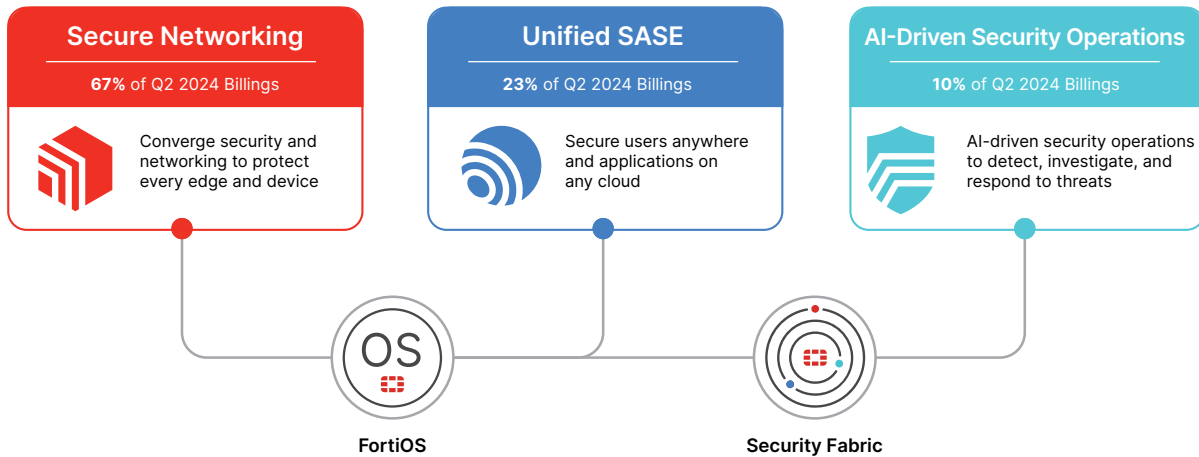 Secure Networking
67% of Q2 2024 Billings
Converge security and
networking to protect
every edge and device
Unified SASE
23% of Q2 2024 Billings
Secure users anywhere
and applications on
any cloud
AI-Driven Security Operations
10% of Q2 2024 Billings
AI-driven security operations
to detect, investigate, and
respond to threats
OS
FortiOS
Security Fabric